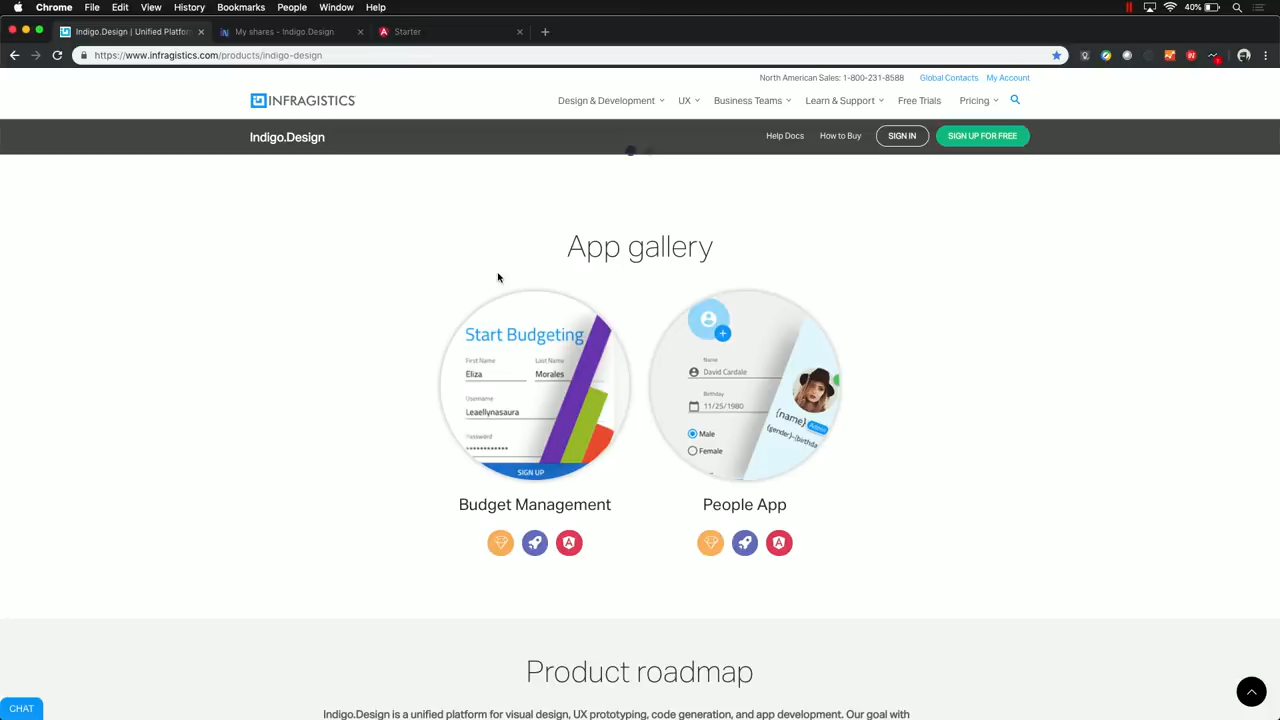 Chrome File Edit View History Bookmarks People Window Help 40%
Indigo.Design | Unified Platform My shares - Indigo.Design Starter
https://www.infragistics.com/products/indigo-design
North American Sales: 1-800-231-8588 Global Contacts My Account
INFRAGISTICS Design & Development UX Business Teams Learn & Support Free Trials Pricing
Indigo.Design Help Docs How to Buy SIGN IN SIGN UP FOR FREE
App gallery
Start Budgeting
First Name Last Name
Eliza Morales
Username
Leaellynasaura
Password
************
SIGN UP
Name
David Cardale
Birthday
11/25/1980
Male
Female
{name}
{gender}-{birthda
Budget Management People App
Product roadmap
Indigo.Design is a unified platform for visual design, UX prototyping, code generation, and app development. Our goal with
CHAT